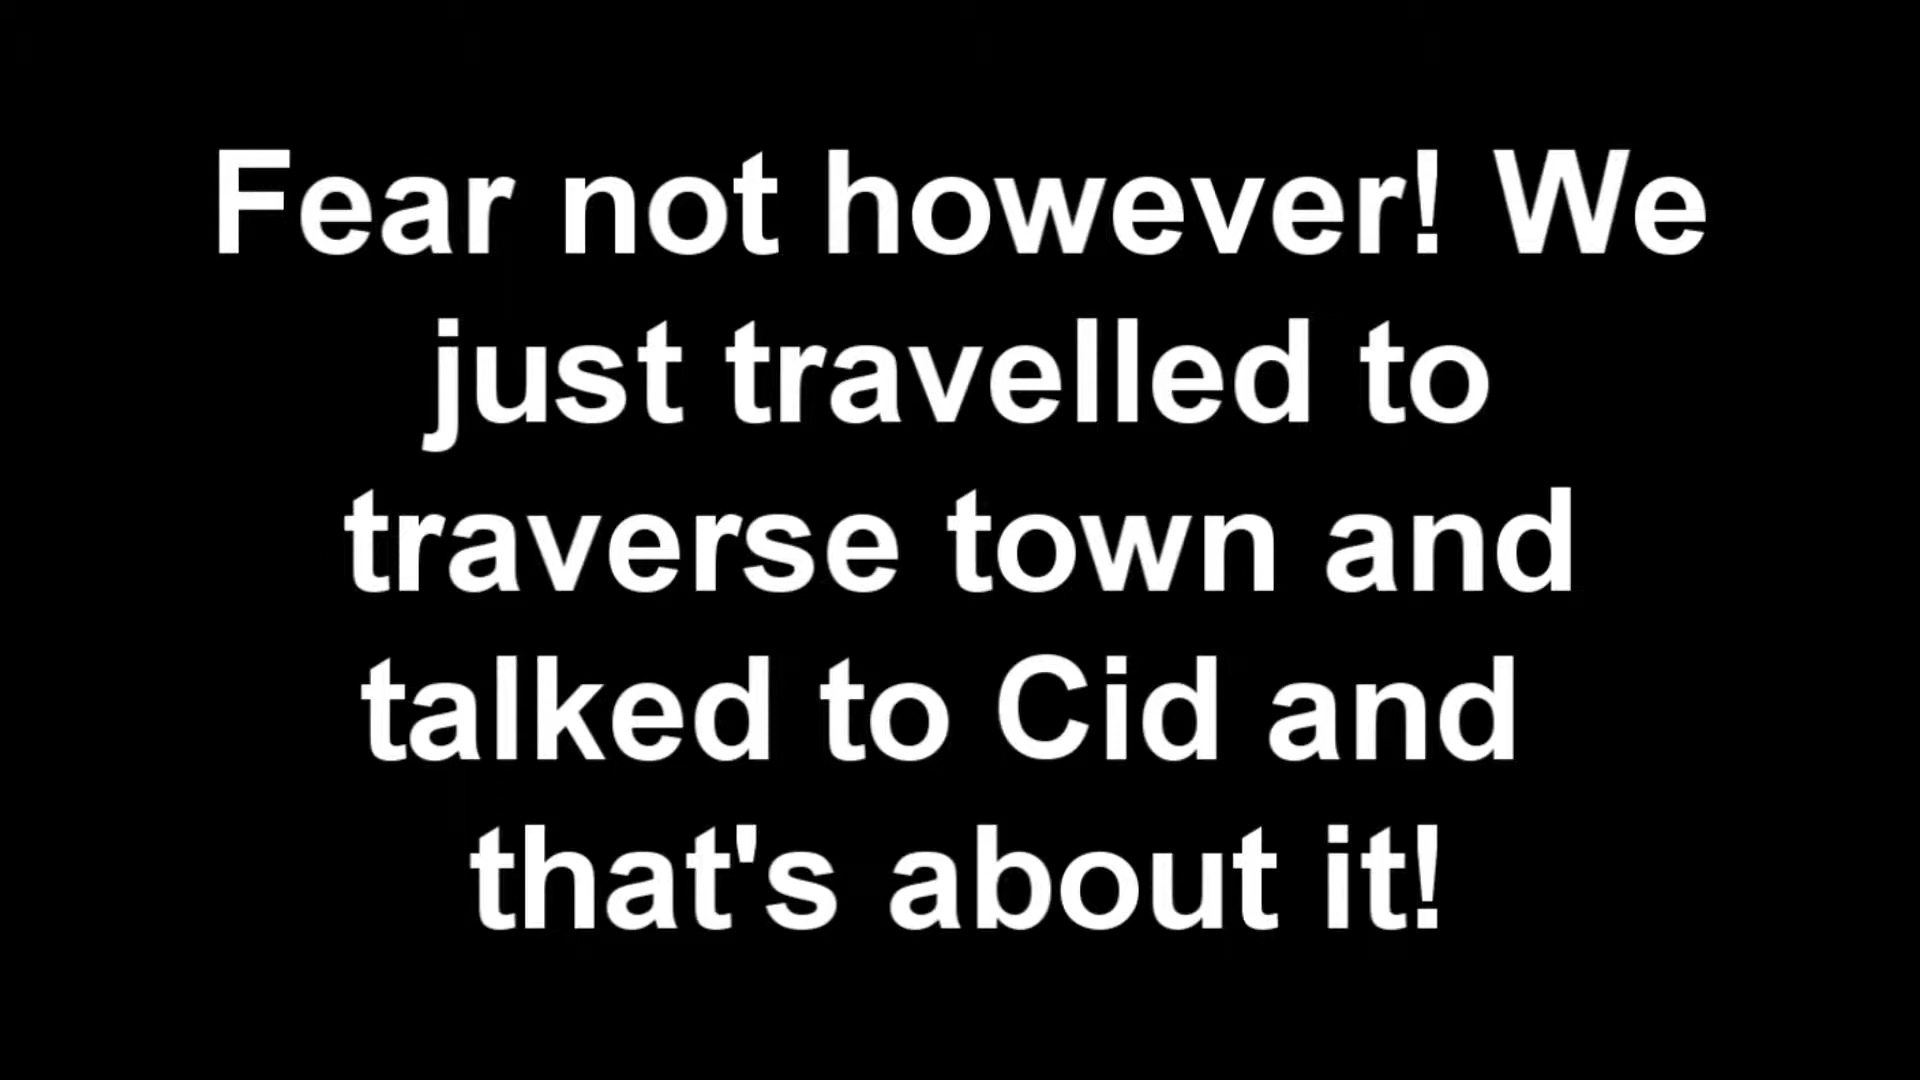 Fear not however! We
just travelled to
traverse town and
talked to Cid and
that's about it!